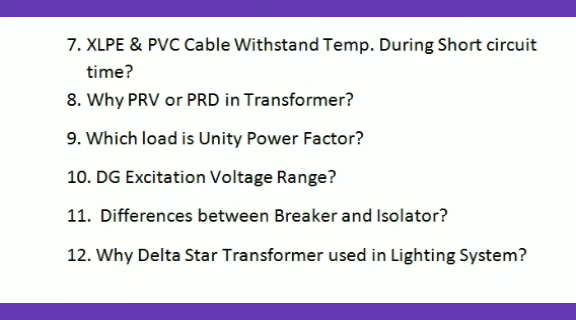 7. XLPE & PVC Cable Withstand Temp. During Short circuit
time?
8. Why PRV or PRD in Transformer?
9. Which load is Unity Power Factor?
10. DG Excitation Voltage Range?
11. Differences between Breaker and Isolator?
12. Why Delta Star Transformer used in Lighting System?